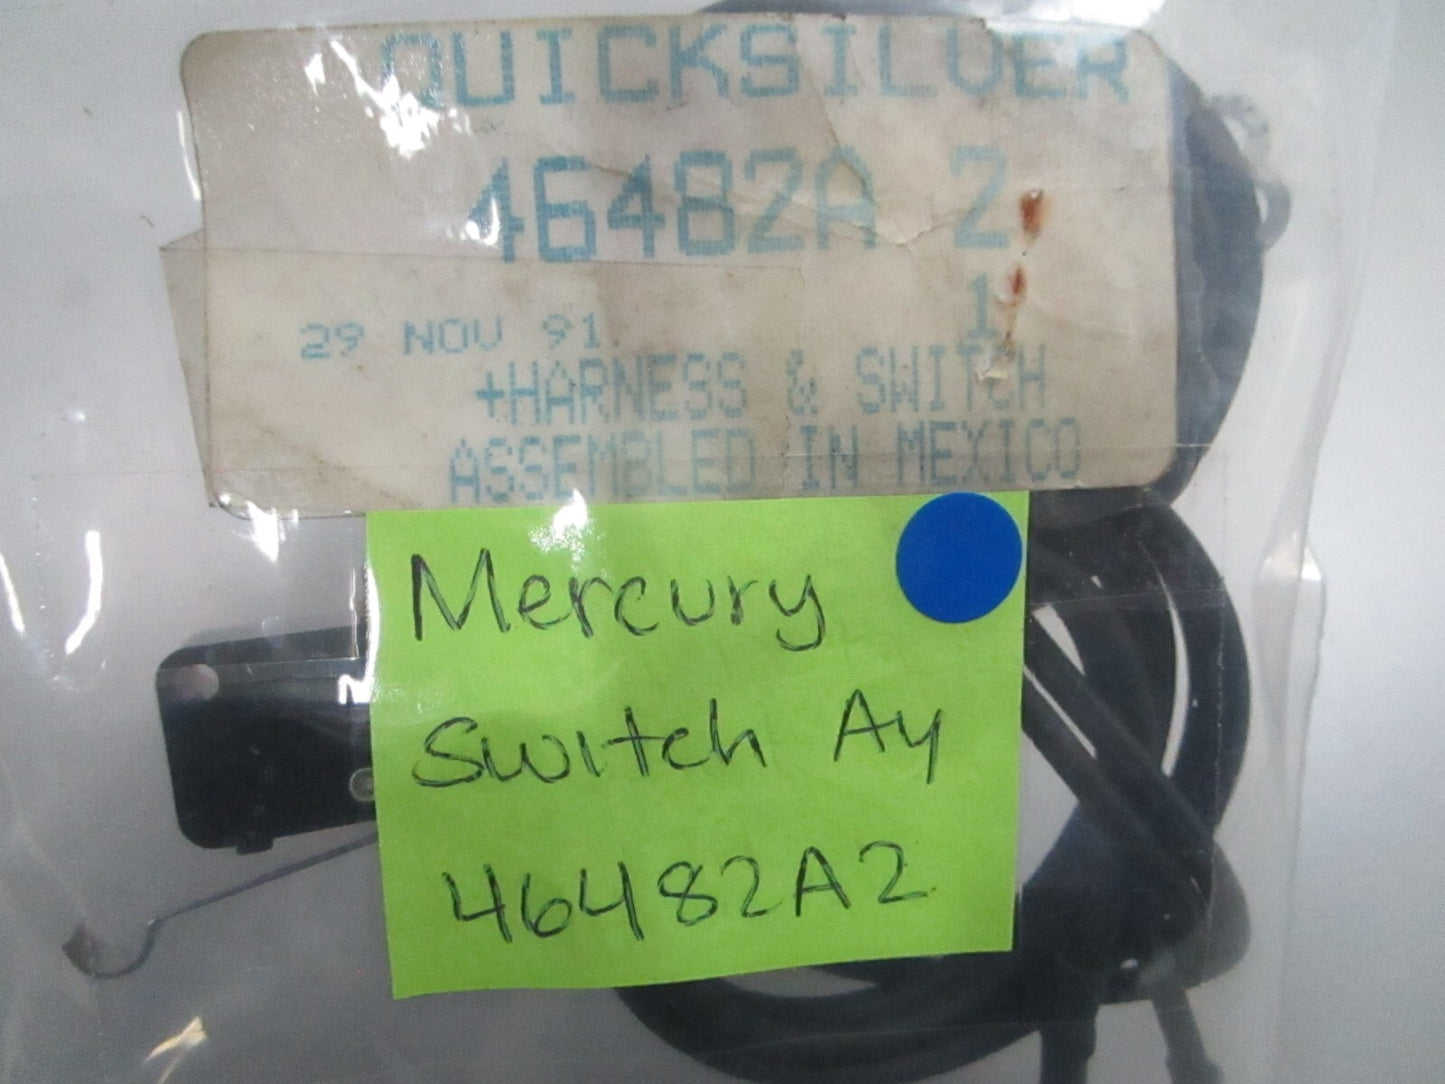 QUICKSILVER
46482A 2
1
29 NOV 91
+HARNESS & SWITCH
ASSEMBLED IN MEXICO
Mercury
Switch Ay
46482A2